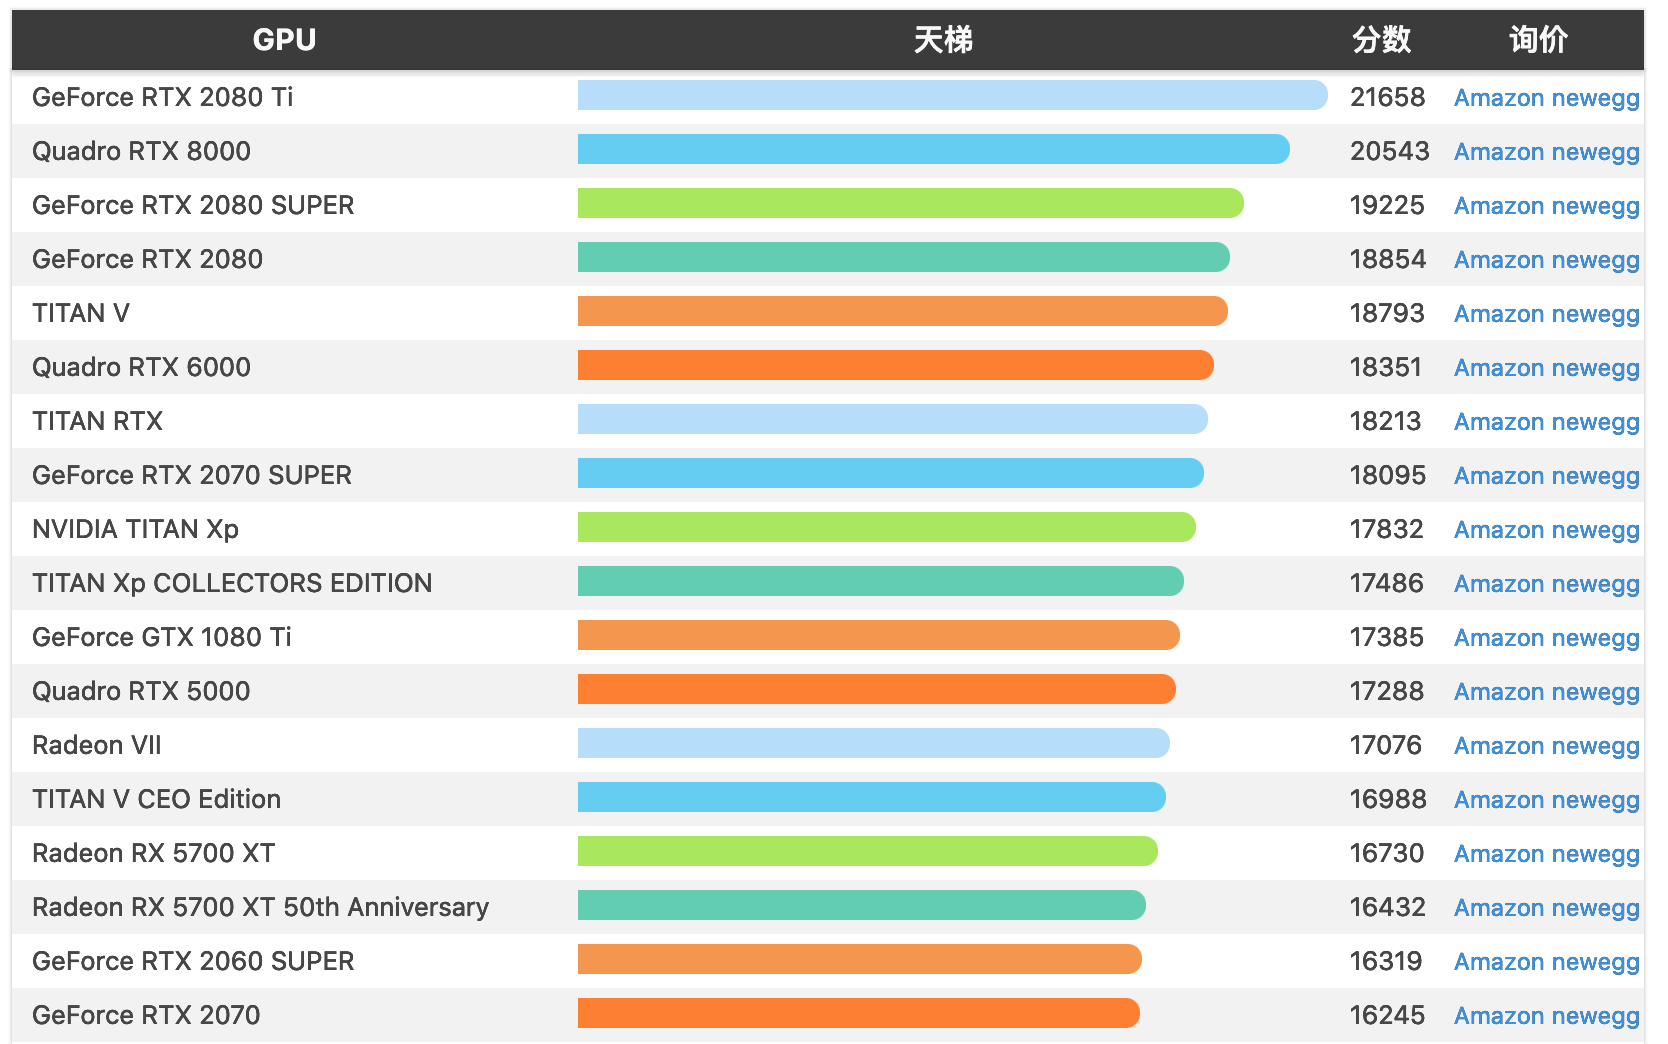 GPU 天梯 分数 询价
GeForce RTX 2080 Ti 21658 Amazon newegg
Quadro RTX 8000 20543 Amazon newegg
GeForce RTX 2080 SUPER 19225 Amazon newegg
GeForce RTX 2080 18854 Amazon newegg
TITAN V 18793 Amazon newegg
Quadro RTX 6000 18351 Amazon newegg
TITAN RTX 18213 Amazon newegg
GeForce RTX 2070 SUPER 18095 Amazon newegg
NVIDIA TITAN Xp 17832 Amazon newegg
TITAN Xp COLLECTORS EDITION 17486 Amazon newegg
GeForce GTX 1080 Ti 17385 Amazon newegg
Quadro RTX 5000 17288 Amazon newegg
Radeon VII 17076 Amazon newegg
TITAN V CEO Edition 16988 Amazon newegg
Radeon RX 5700 XT 16730 Amazon newegg
Radeon RX 5700 XT 50th Anniversary 16432 Amazon newegg
GeForce RTX 2060 SUPER 16319 Amazon newegg
GeForce RTX 2070 16245 Amazon newegg